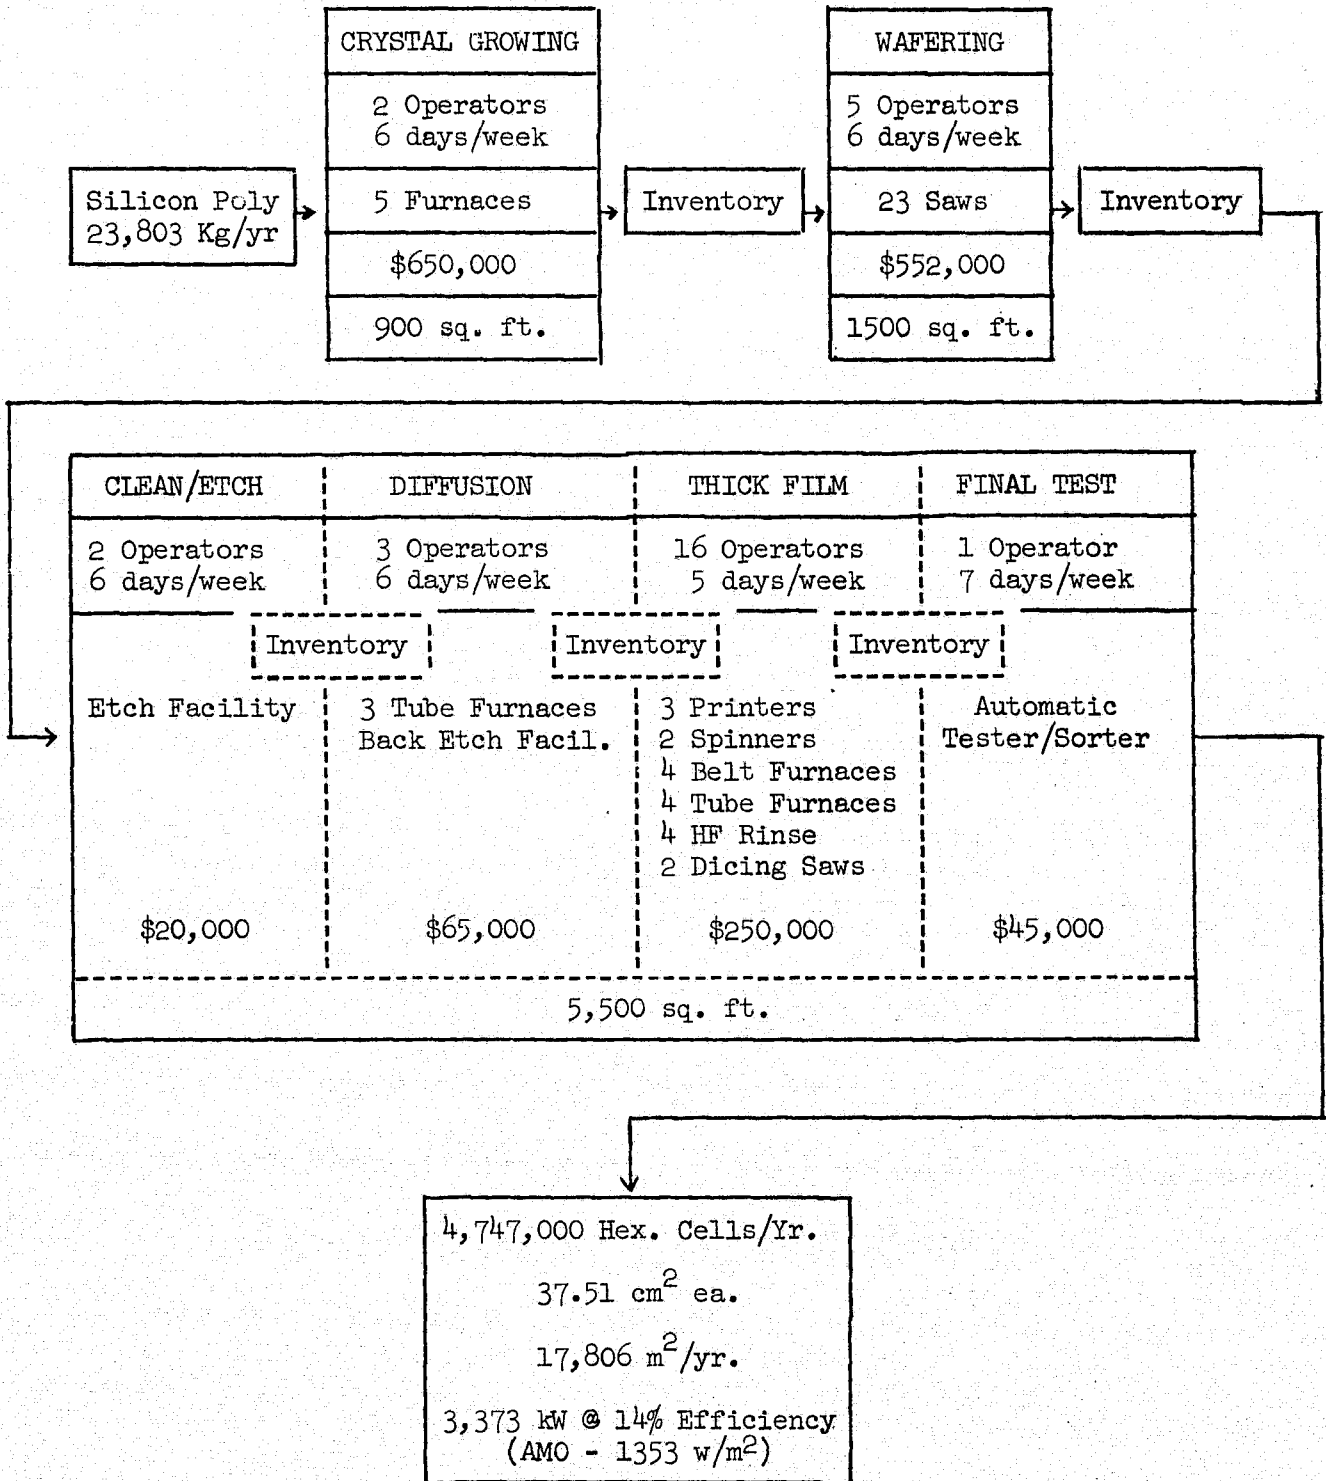 CRYSTAL GROWING
2 Operators
6 days/week
5 Furnaces
$650,000
900 sq. ft.
WAFERING
5 Operators
6 days/week
23 Saws
$552,000
1500 sq. ft.
Silicon Poly
23,803 Kg/yr
Inventory
Inventory
CLEAN/ETCH
2 Operators
6 days/week
Etch Facility
$20,000
DIFFUSION
3 Operators
6 days/week
3 Tube Furnaces
Back Etch Facil.
$65,000
THICK FILM
16 Operators
5 days/week
3 Printers
2 Spinners
4 Belt Furnaces
4 Tube Furnaces
4 HF Rinse
2 Dicing Saws
$250,000
FINAL TEST
1 Operator
7 days/week
Automatic
Tester/Sorter
$45,000
Inventory
Inventory
Inventory
5,500 sq. ft.
4,747,000 Hex. Cells/Yr.
37.51 cm² ea.
17,806 m²/yr.
3,373 kW @ 14% Efficiency
(AMO - 1353 w/m²)